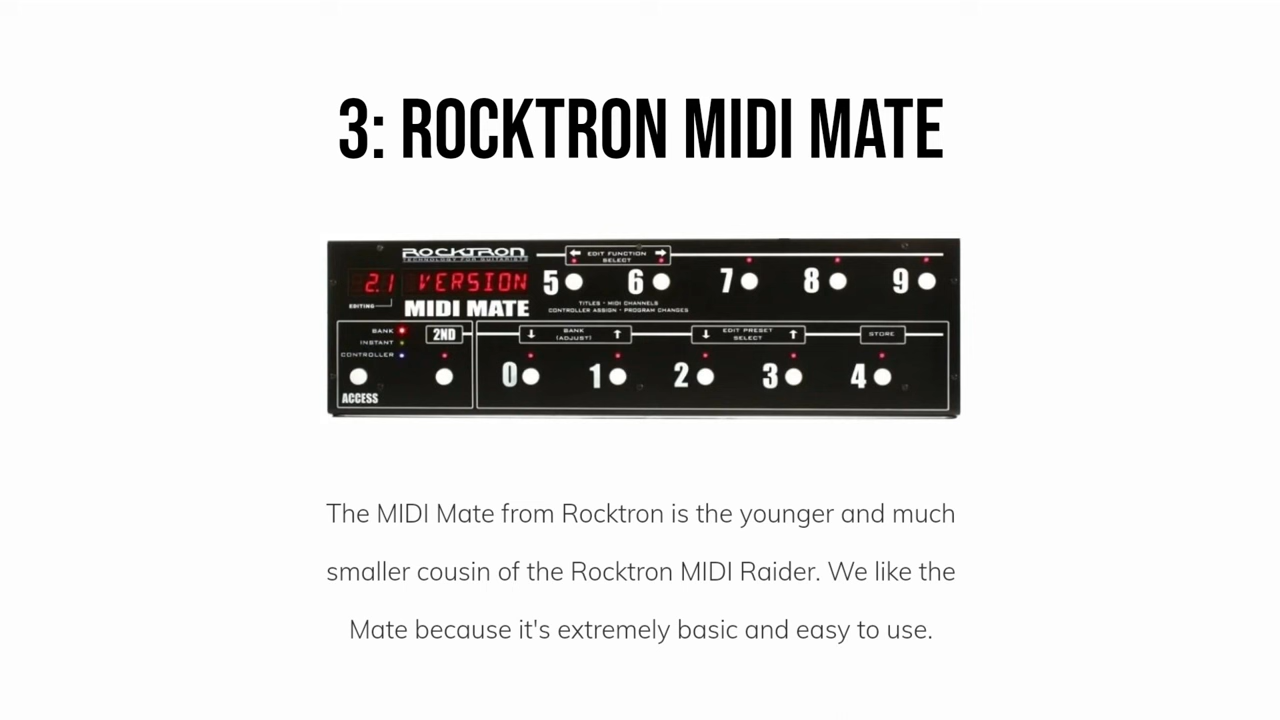 3: ROCKTRON MIDI MATE
ROCKTRON
TECHNOLOGY FOR GUITARISTS
EDIT FUNCTION
SELECT
2.1 VERSION
5
6
7
8
9
EDITING
MIDI MATE
TITLES • MIDI CHANNELS
CONTROLLER ASSIGN • PROGRAM CHANGES
BANK
INSTANT
CONTROLLER
2ND
BANK
(ADJUST)
EDIT PRESET
SELECT
STORE
0
1
2
3
4
ACCESS
The MIDI Mate from Rocktron is the younger and much
smaller cousin of the Rocktron MIDI Raider. We like the
Mate because it's extremely basic and easy to use.